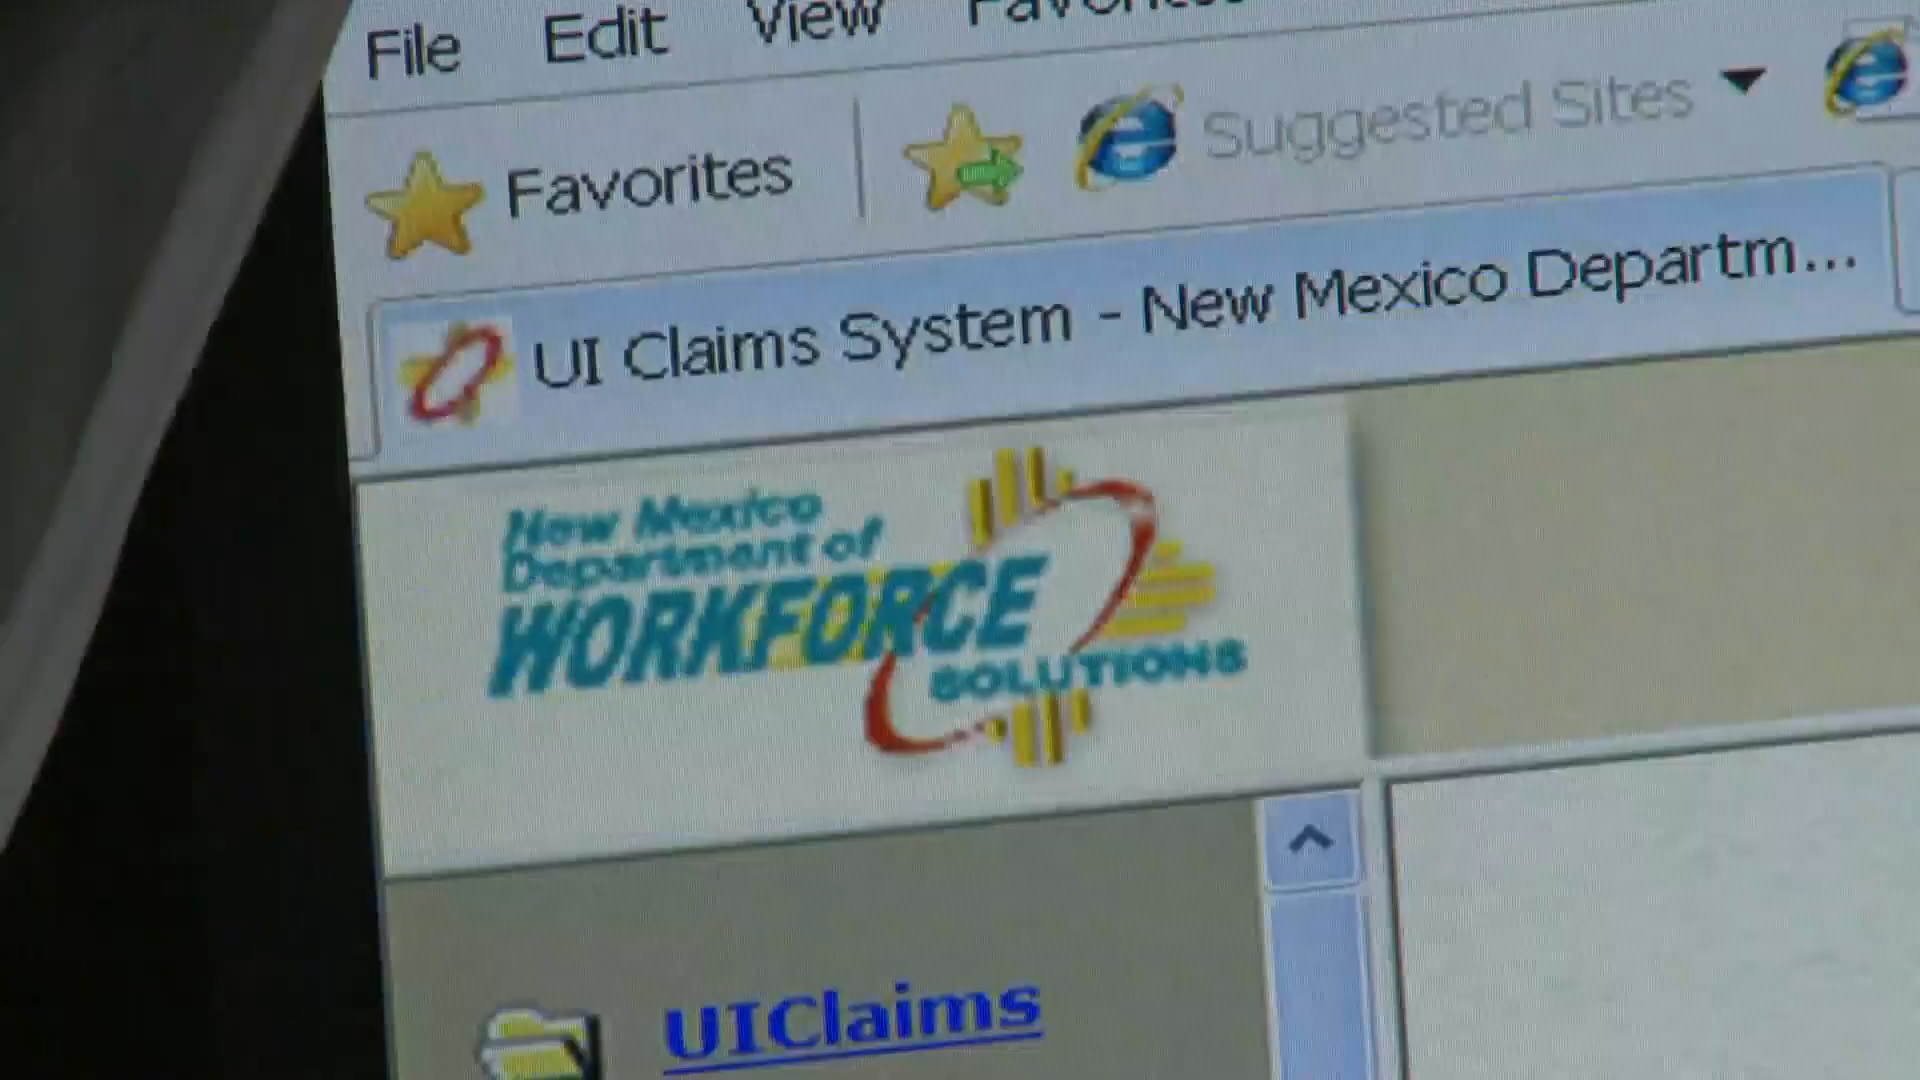 File Edit View Favorites
Favorites Suggested Sites
UI Claims System - New Mexico Departm...
New Mexico
Department of
WORKFORCE
SOLUTIONS
UIClaims